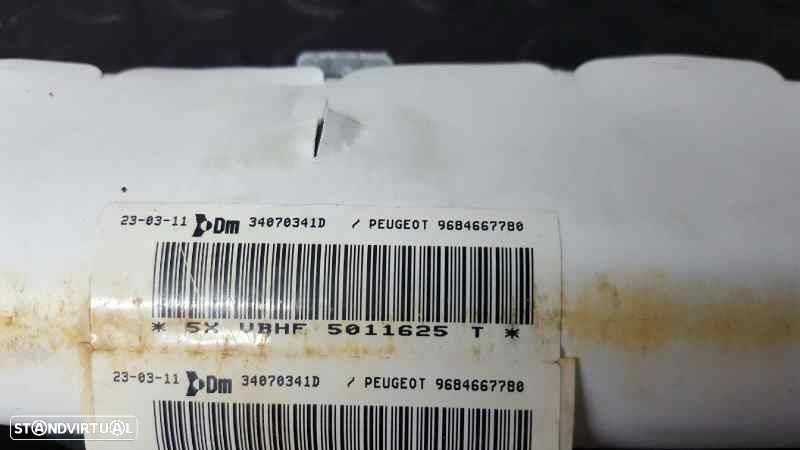 23-03-11 Dm 34070341D / PEUGEOT 9684667780
* 5X VBHF 5011625 T *
23-03-11 Dm 34070341D / PEUGEOT 9684667780
STANDVIRTUAL